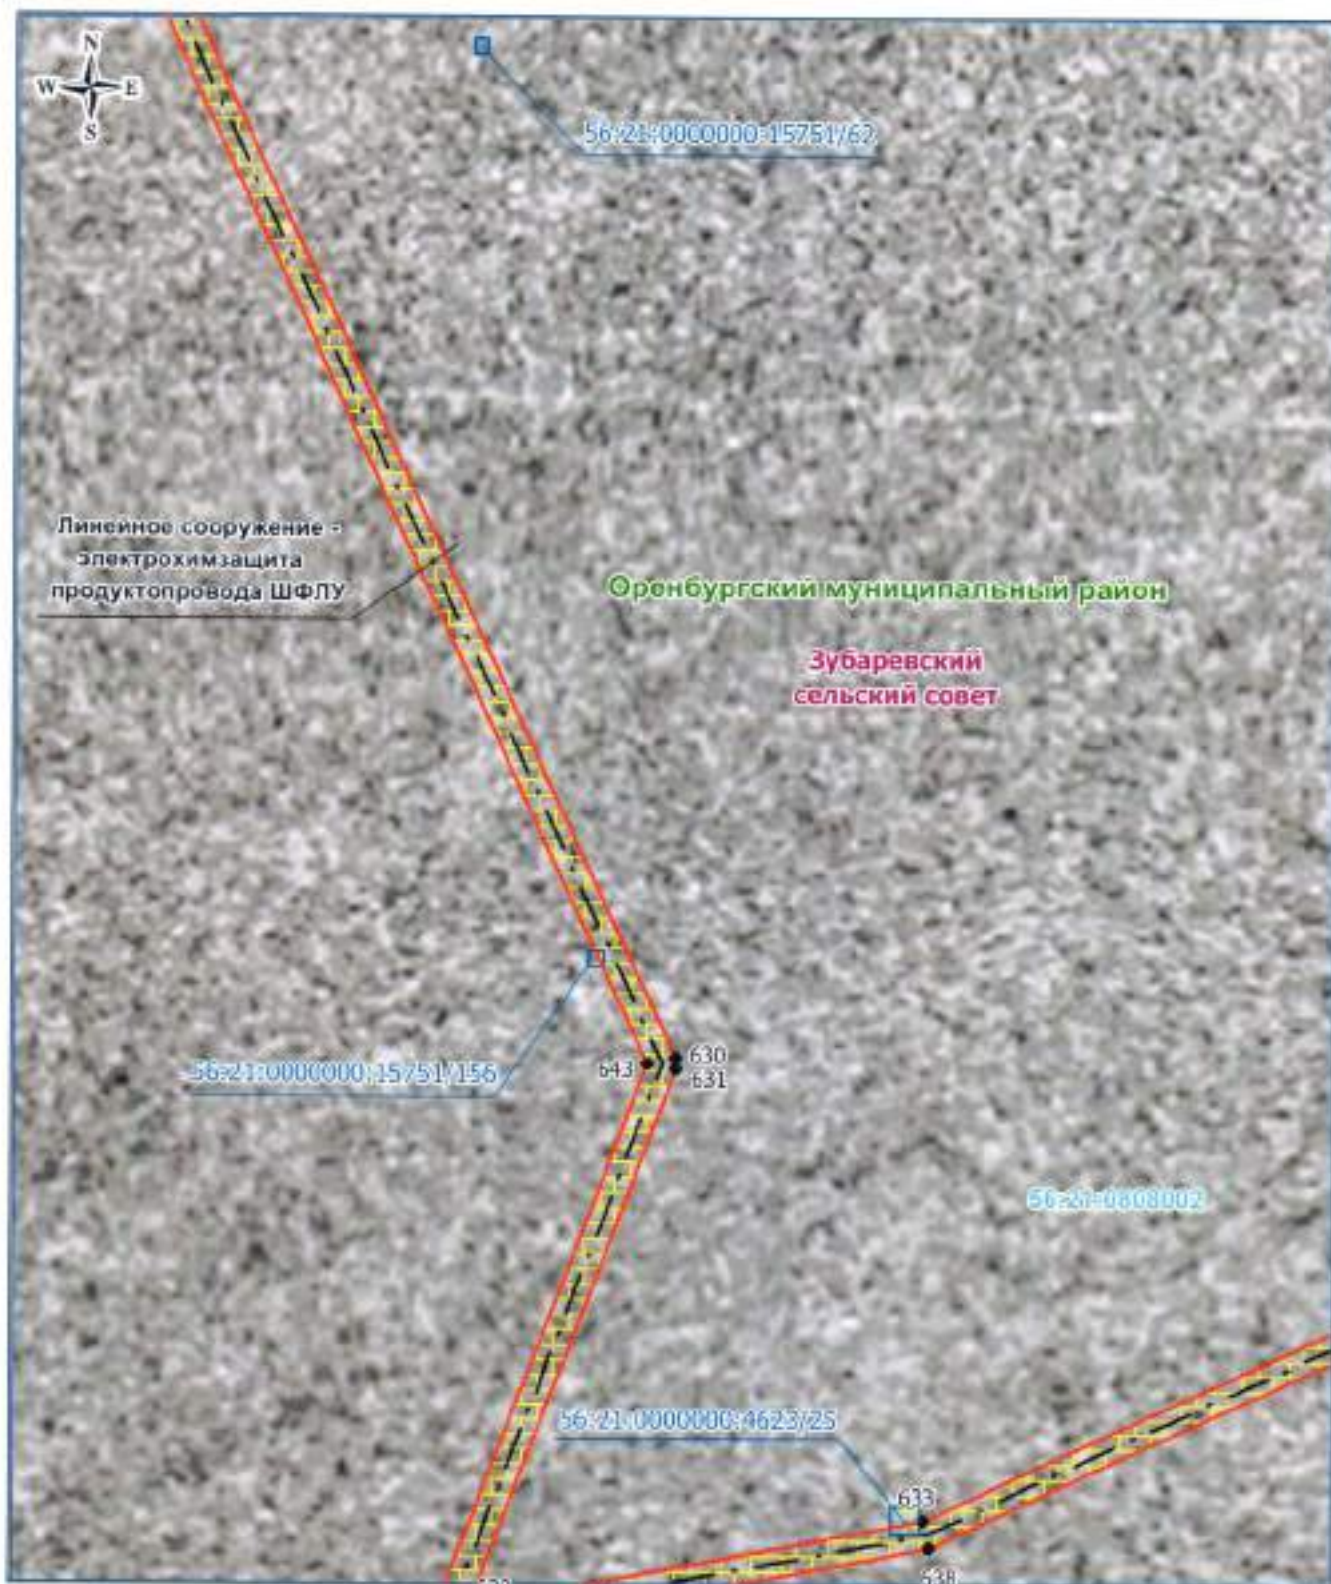 N
W E
S
56:21:0000000:15751/62
Линейное сооружение -
электрохимзащита
продуктопровода ШФЛУ
Оренбургский муниципальный район
Зубаревский
сельский совет
56:21:0000000:15751/156
643
630
631
56:21:0808002
56:21:0000000:4623/25
633
638